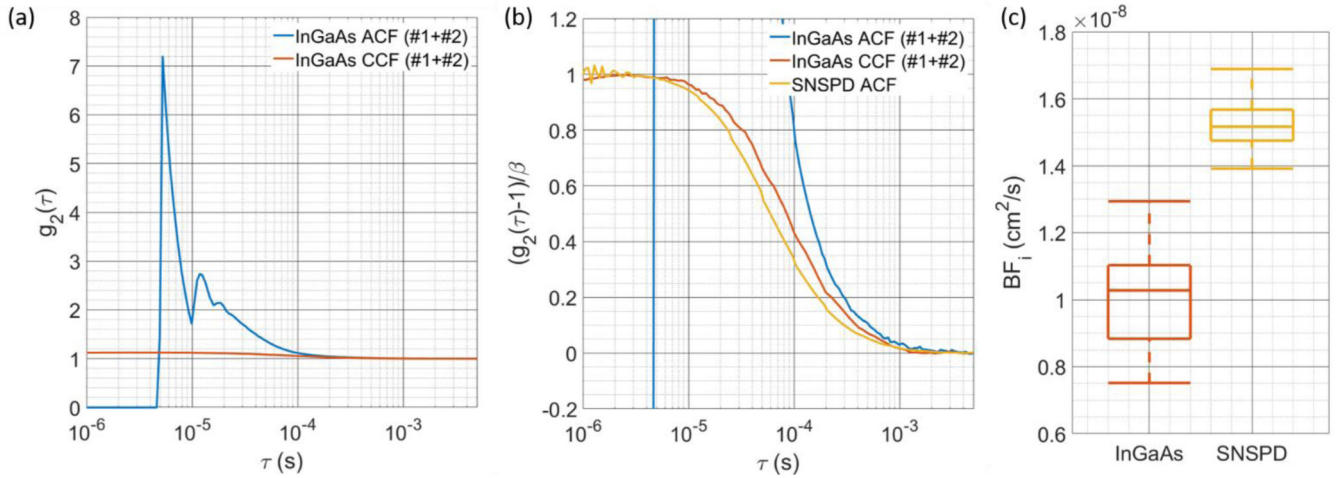 (a)
8
7
6
5
4
3
2
1
0
g2(τ)
InGaAs ACF (#1+#2)
InGaAs CCF (#1+#2)
10^-6
10^-5
10^-4
10^-3
τ (s)
(b)
1.2
1
0.8
0.6
0.4
0.2
0
-0.2
(g2(τ)-1)/β
InGaAs ACF (#1+#2)
InGaAs CCF (#1+#2)
SNSPD ACF
10^-6
10^-5
10^-4
10^-3
τ (s)
(c)
×10^-8
1.8
1.6
1.4
1.2
1
0.8
0.6
BFi (cm^2/s)
InGaAs
SNSPD